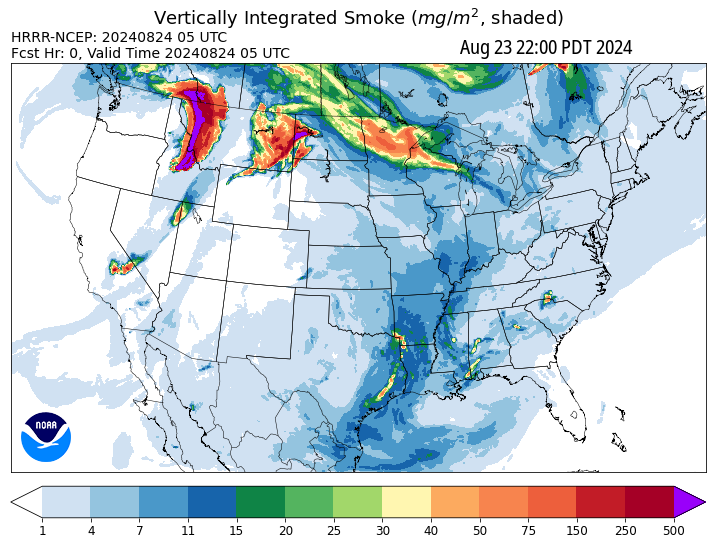 Vertically Integrated Smoke (mg/m², shaded)
HRRR-NCEP: 20240824 05 UTC
Fcst Hr: 0, Valid Time 20240824 05 UTC
Aug 23 22:00 PDT 2024
NOAA
1 4 7 11 15 20 25 30 40 50 75 150 250 500